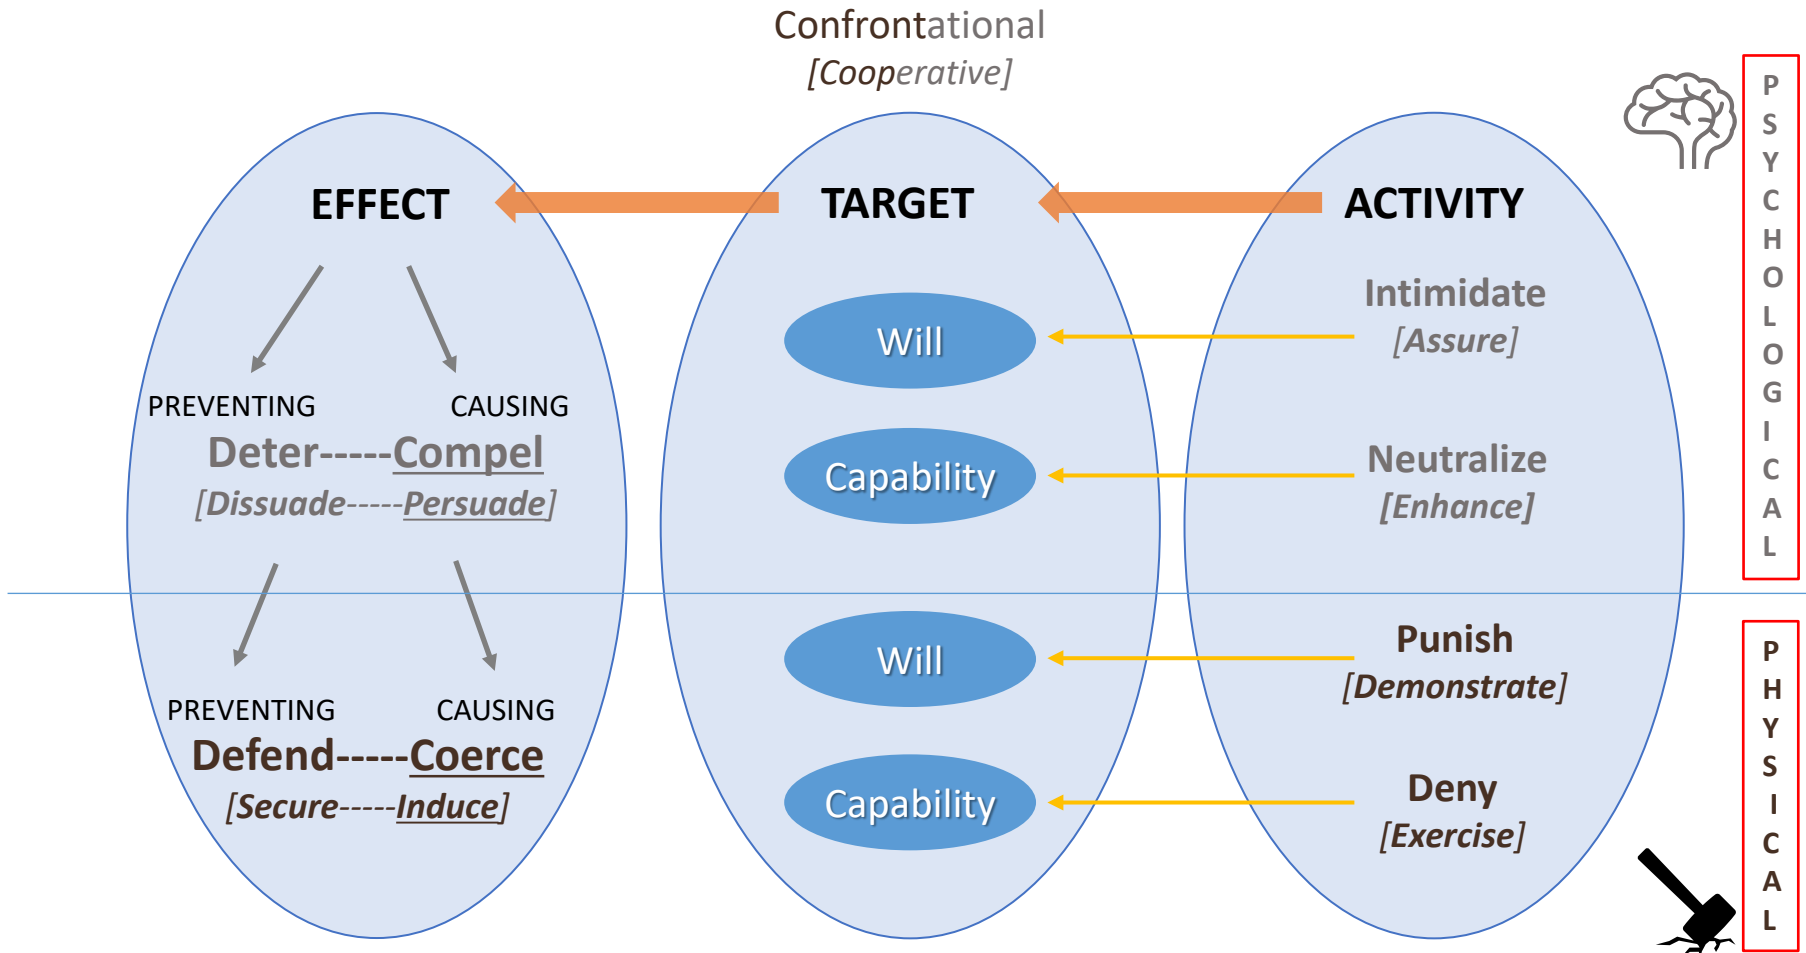 Confrontational
[Cooperative]
EFFECT
TARGET
ACTIVITY
PREVENTING
CAUSING
Deter-----Compel
[Dissuade-----Persuade]
PREVENTING
CAUSING
Defend-----Coerce
[Secure-----Induce]
Will
Capability
Will
Capability
Intimidate
[Assure]
Neutralize
[Enhance]
Punish
[Demonstrate]
Deny
[Exercise]
PSYCHOLOGICAL
PHYSICAL